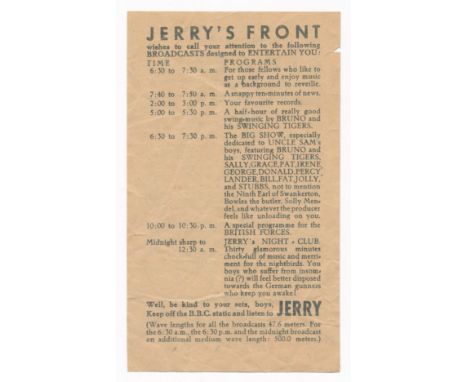 JERRY'S FRONT
wishes to call your attention to the following
BROADCASTS designed to ENTERTAIN YOU:
TIME PROGRAMS
6:30 to 7:30 a. m. For those fellows who like to
get up early and enjoy music
as a background to reveille.
7:40 to 7:50 a. m. A snappy ten-minutes of news.
2:00 to 3:00 p. m. Your favourite records.
5:00 to 5:30 p. m. A half-hour of really good
swing-music by BRUNO and
his SWINGING TIGERS.
6:30 to 7:30 p. m. The BIG SHOW, especially
dedicated to UNCLE SAM's
boys, featuring BRUNO and
his SWINGING TIGERS,
SALLY, GRACE, PAT, IRENE,
GEORGE, DONALD, PERCY
LANDER, BILL, FAT, JOLLY,
and STUBBS, not to mention
the Ninth Earl of Swankerton,
Bowles the butler, Solly Men-
del, and whatever the producer
feels like unloading on you.
10:00 to 10:30 p. m. A special programme for the
BRITISH FORCES.
Midnight sharp to JERRY's NIGHT-CLUB.
12:30 a. m. Thirty glamorous minutes
chock-full of music and merri-
ment for the nightbirds. You
boys who suffer from insom-
nia (?) will feel better disposed
towards the German gunners
who keep you awake!
Well, be kind to your sets, boys,
Keep off the B.B.C. static and listen to JERRY
(Wave lengths for all the broadcasts 47.6 meters. For
the 6:30 a.m., the 6:30 p.m. and the midnight broadcast
an additional medium wave length: 500.0 meters.)